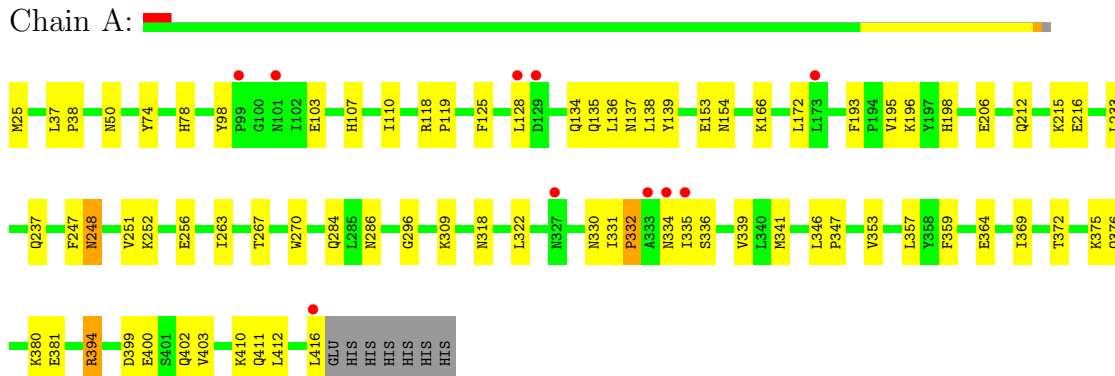 Chain A:
M25 L37 P38 N50 Y74 H78 Y98 P99 G100 N101 I102 E103 H107 I110 R118 P119 F125 L128 D129 Q134 Q135 L136 N137 L138 Y139 E153 N154 K166 L172 L173 F193 P194 V195 K196 Y197 H198 E206 Q212 K215 E216
Q237 F247 N248 V251 K252 E256 I263 T267 W270 Q284 L285 N286 G296 K309 N318 L322 N327 N330 I331 P332 A333 N334 I335 S336 V339 L340 M341 L346 P347 V353 L357 Y358 F359 E364 I369 T372 K375
K380 E381 R394 D399 E400 S401 Q402 V403 K410 Q411 L412 L416 GLU HIS HIS HIS HIS HIS HIS